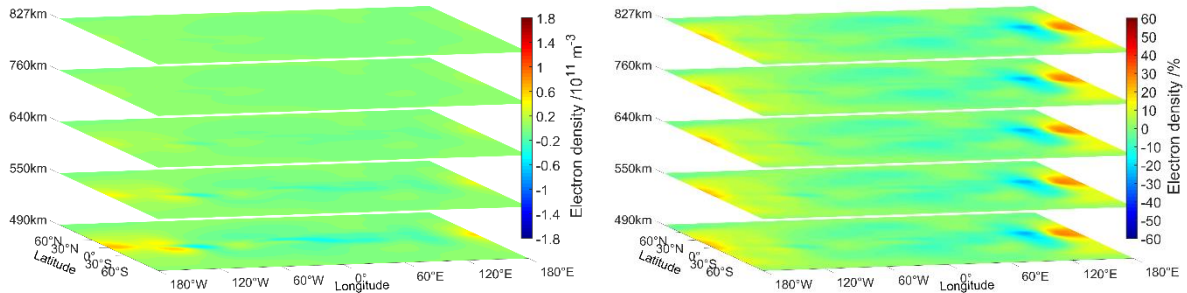 827km
760km
640km
550km
490km
60°N
30°N
0°
30°S
60°S
Latitude
180°W
120°W
60°W
0°
60°E
120°E
180°E
Longitude
1.8
1.4
1
0.6
0.2
-0.2
-0.6
-1
-1.4
-1.8
Electron density /10¹¹ m⁻³
827km
760km
640km
550km
490km
60°N
30°N
0°
30°S
60°S
Latitude
180°W
120°W
60°W
0°
60°E
120°E
180°E
Longitude
60
50
40
30
20
10
0
-10
-20
-30
-40
-50
-60
Electron density /%